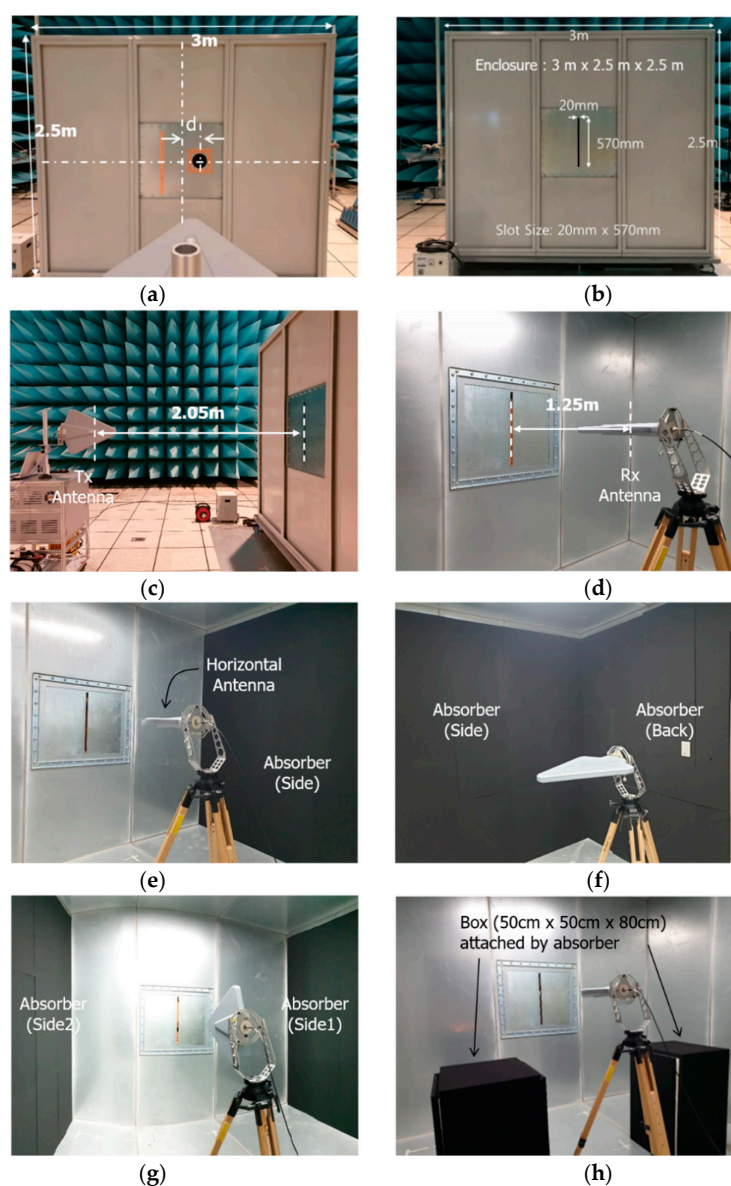 3m
2.5m
d
(a)
3m
Enclosure : 3 m x 2.5 m x 2.5 m
20mm
570mm
2.5m
Slot Size: 20mm x 570mm
(b)
2.05m
Tx
Antenna
(c)
1.25m
Rx
Antenna
(d)
Horizontal
Antenna
Absorber
(Side)
(e)
Absorber
(Side)
Absorber
(Back)
(f)
Absorber
(Side2)
Absorber
(Side1)
(g)
Box (50cm x 50cm x 80cm)
attached by absorber
(h)